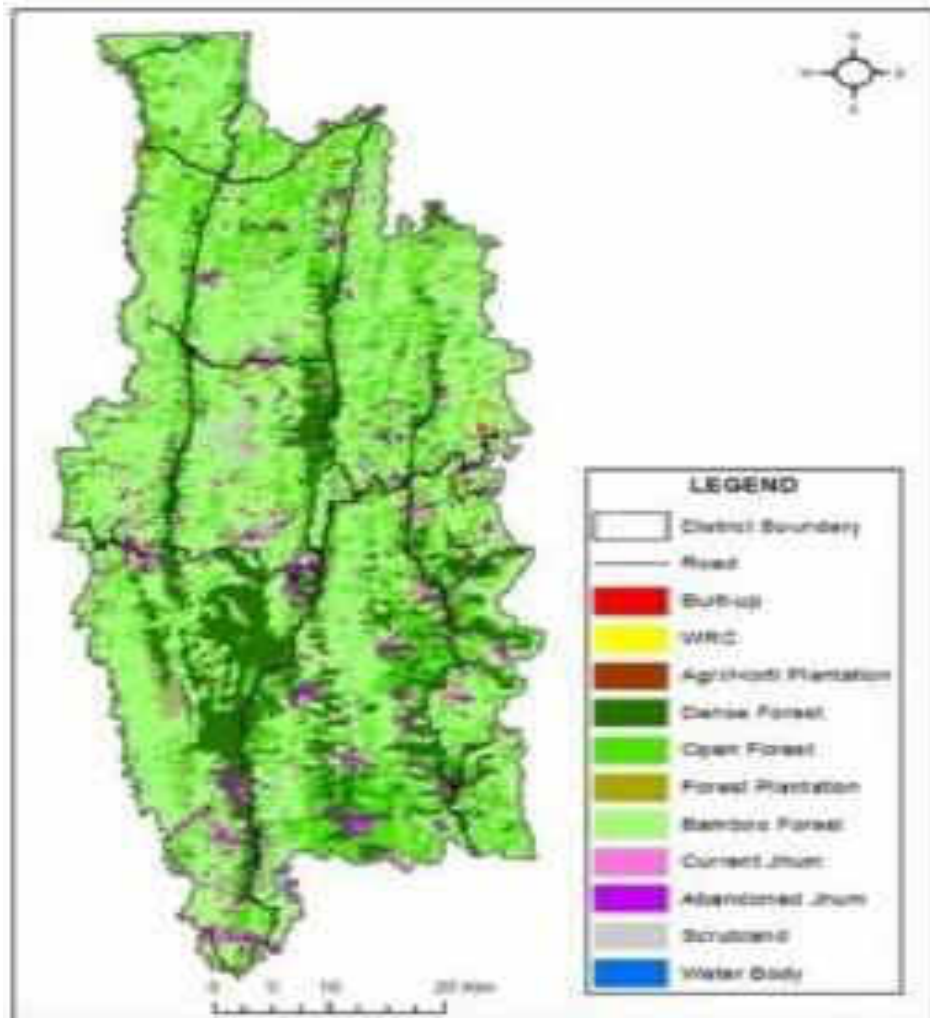 LEGEND
District Boundary
Road
Built-up
WRC
Agri/Horti Plantation
Dense Forest
Open Forest
Forest Plantation
Bamboo Forest
Current Jhum
Abandoned Jhum
Scrubland
Water Body
0 5 10 20 Km